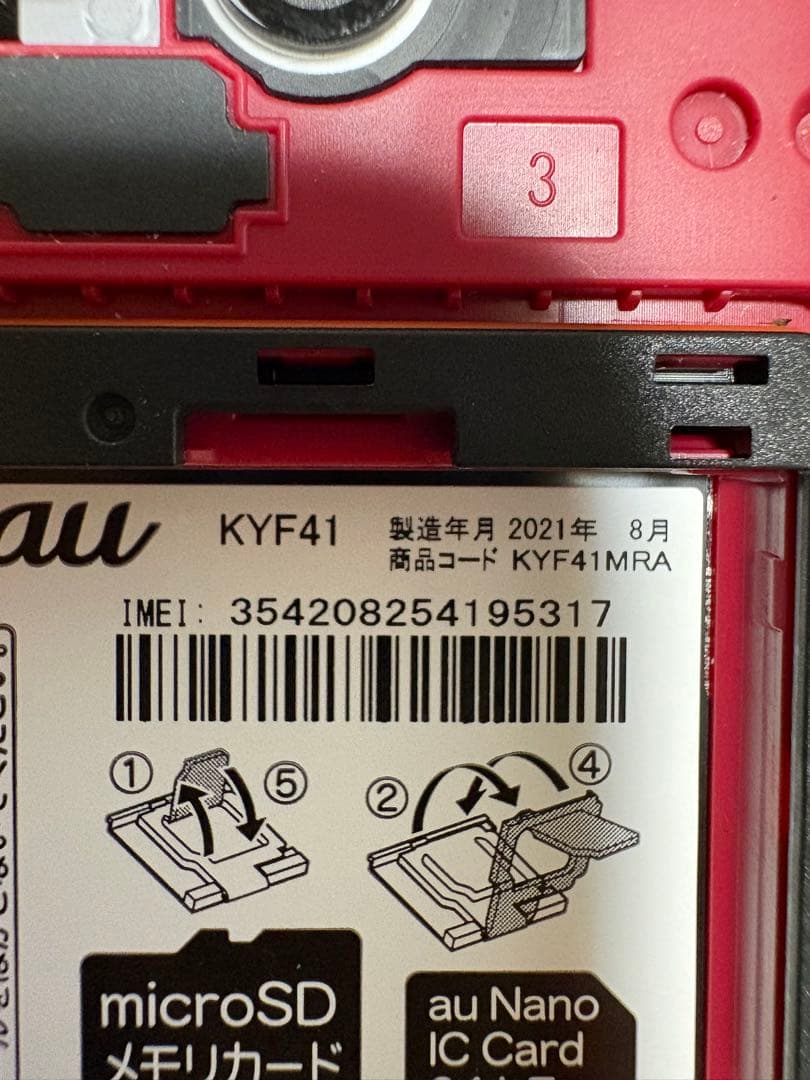 3
au KYF41 製造年月 2021年 8月
商品コード KYF41MRA
IMEI: 354208254195317
① ⑤ ② ④
microSD
メモリカード
au Nano
IC Card